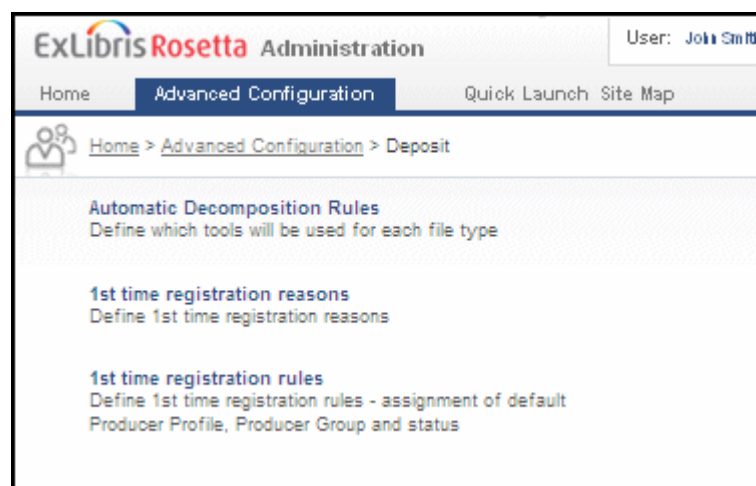 ExLibris Rosetta Administration
User: John Smith
Home Advanced Configuration Quick Launch Site Map
Home > Advanced Configuration > Deposit
Automatic Decomposition Rules
Define which tools will be used for each file type
1st time registration reasons
Define 1st time registration reasons
1st time registration rules
Define 1st time registration rules - assignment of default
Producer Profile, Producer Group and status